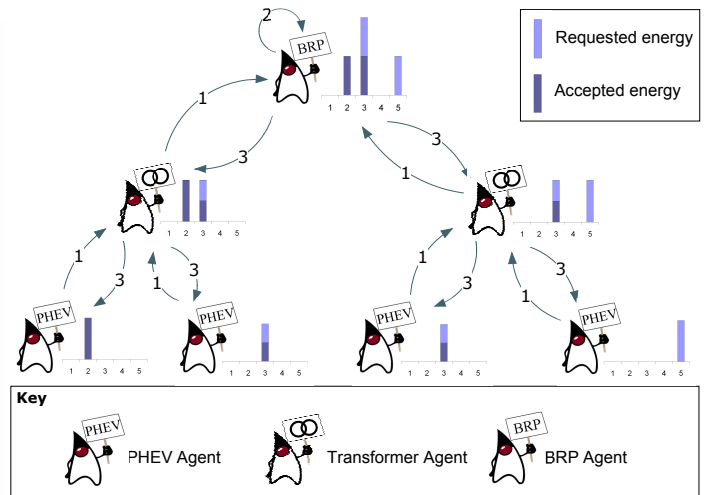 2
BRP
Requested energy
Accepted energy
1 2 3 4 5
1
3
3
1
1 2 3 4 5
1 2 3 4 5
1
3
1
3
1
3
1
3
PHEV
PHEV
PHEV
PHEV
1 2 3 4 5
1 2 3 4 5
1 2 3 4 5
1 2 3 4 5
Key
PHEV
PHEV Agent
Transformer Agent
BRP
BRP Agent